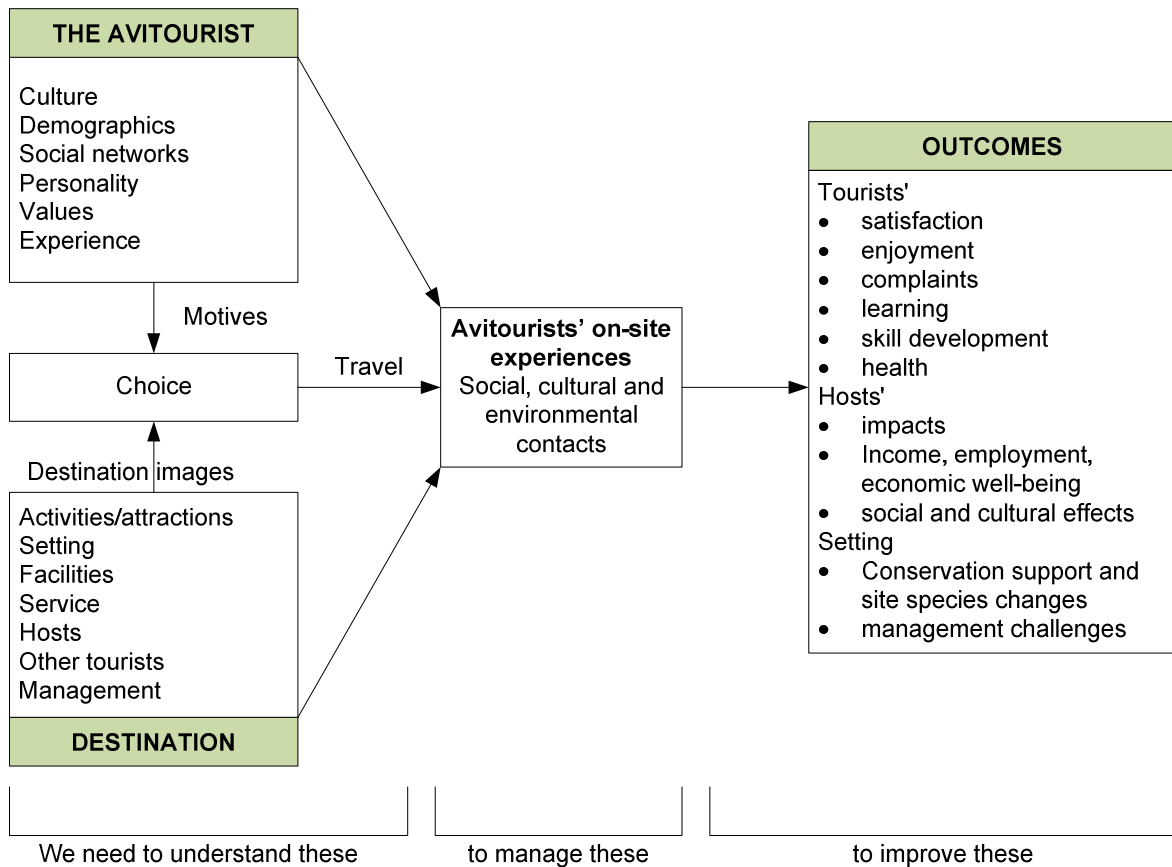 THE AVITOURIST
Culture
Demographics
Social networks
Personality
Values
Experience
Motives
Choice
Travel
Destination images
Activities/attractions
Setting
Facilities
Service
Hosts
Other tourists
Management
DESTINATION
Avitourists’ on-site
experiences
Social, cultural and
environmental
contacts
OUTCOMES
Tourists'
• satisfaction
• enjoyment
• complaints
• learning
• skill development
• health
Hosts'
• impacts
• Income, employment,
economic well-being
• social and cultural effects
Setting
• Conservation support and
site species changes
• management challenges
We need to understand these
to manage these
to improve these